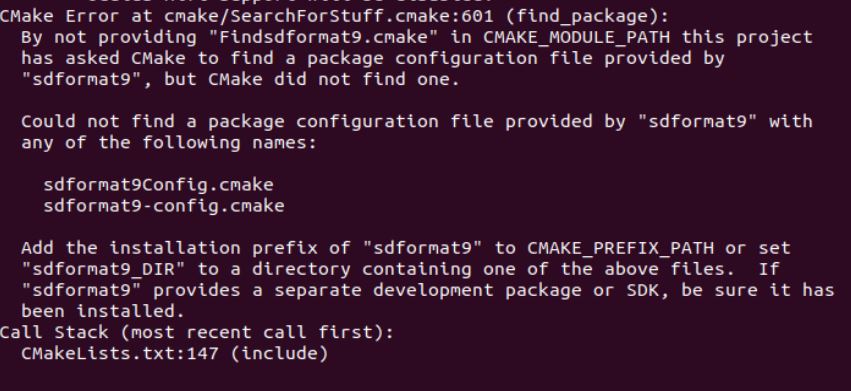 CMake Error at cmake/SearchForStuff.cmake:601 (find_package):
By not providing "Findsdformat9.cmake" in CMAKE_MODULE_PATH this project
has asked CMake to find a package configuration file provided by
"sdformat9", but CMake did not find one.
Could not find a package configuration file provided by "sdformat9" with
any of the following names:
sdformat9Config.cmake
sdformat9-config.cmake
Add the installation prefix of "sdformat9" to CMAKE_PREFIX_PATH or set
"sdformat9_DIR" to a directory containing one of the above files.  If
"sdformat9" provides a separate development package or SDK, be sure it has
been installed.
Call Stack (most recent call first):
CMakeLists.txt:147 (include)